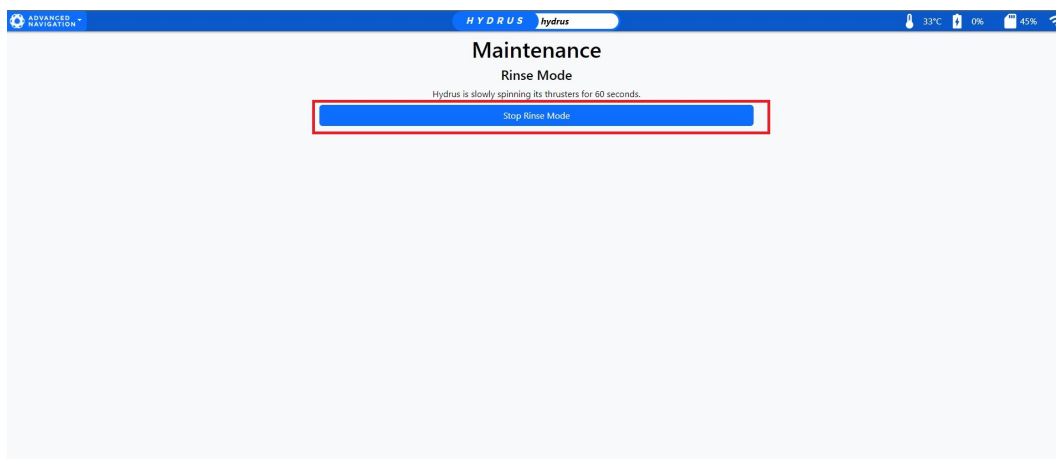 ADVANCED NAVIGATION
HYDRUS hydrus
33°C 0% 45%
Maintenance
Rinse Mode
Hydrus is slowly spinning its thrusters for 60 seconds.
Stop Rinse Mode